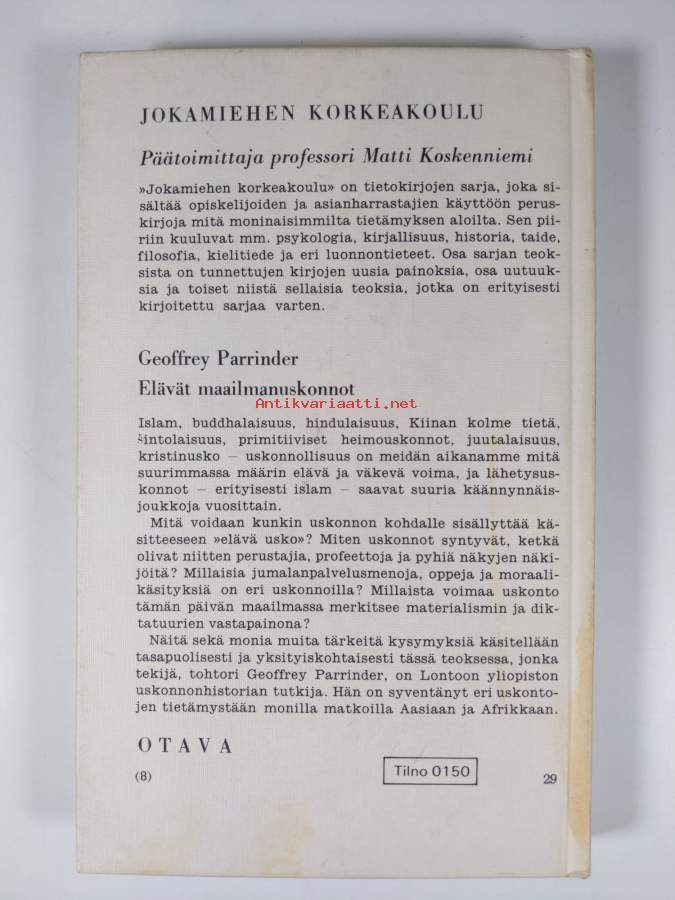 JOKAMIEHEN KORKEAKOULU
Päätoimittaja professori Matti Koskenniemi
»Jokamiehen korkeakoulu» on tietokirjojen sarja, joka si-
sältää opiskelijoiden ja asianharrastajien käyttöön perus-
kirjoja mitä moninaisimmilta tietämyksen aloilta. Sen pii-
riin kuuluvat mm. psykologia, kirjallisuus, historia, taide,
filosofia, kielitiede ja eri luonnontieteet. Osa sarjan teok-
sista on tunnettujen kirjojen uusia painoksia, osa uutuuk-
sia ja toiset niistä sellaisia teoksia, jotka on erityisesti
kirjoitettu sarjaa varten.
Geoffrey Parrinder
Elävät maailmanuskonnot
Antikvariaatti.net
Islam, buddhalaisuus, hindulaisuus, Kiinan kolme tietä,
šintolaisuus, primitiiviset heimouskonnot, juutalaisuus,
kristinusko – uskonnollisuus on meidän aikanamme mitä
suurimmassa määrin elävä ja väkevä voima, ja lähetysus-
konnot – erityisesti islam – saavat suuria käännynnäis-
joukkoja vuosittain.
Mitä voidaan kunkin uskonnon kohdalle sisällyttää kä-
sitteeseen »elävä usko»? Miten uskonnot syntyvät, ketkä
olivat niitten perustajia, profeettoja ja pyhiä näkyjen näki-
jöitä? Millaisia jumalanpalvelusmenoja, oppeja ja moraali-
käsityksiä on eri uskonnoilla? Millaista voimaa uskonto
tämän päivän maailmassa merkitsee materialismin ja dik-
tatuurien vastapainona?
Näitä sekä monia muita tärkeitä kysymyksiä käsitellään
tasapuolisesti ja yksityiskohtaisesti tässä teoksessa, jonka
tekijä, tohtori Geoffrey Parrinder, on Lontoon yliopiston
uskonnonhistorian tutkija. Hän on syventänyt eri uskonto-
jen tietämystään monilla matkoilla Aasiaan ja Afrikkaan.
OTAVA
(8)
Tilno 0150
29